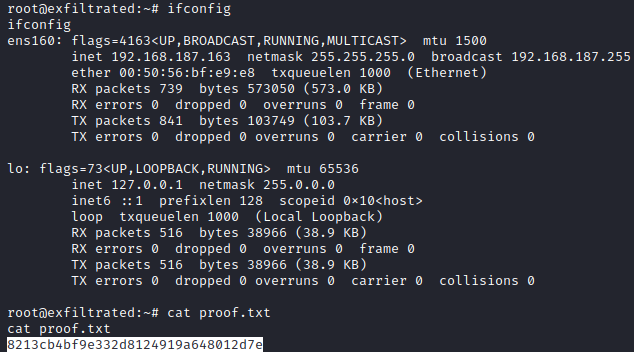 root@exfiltrated:~# ifconfig
ifconfig
ens160: flags=4163<UP,BROADCAST,RUNNING,MULTICAST>  mtu 1500
        inet 192.168.187.163  netmask 255.255.255.0  broadcast 192.168.187.255
        ether 00:50:56:bf:e9:e8  txqueuelen 1000  (Ethernet)
        RX packets 739  bytes 573050 (573.0 KB)
        RX errors 0  dropped 0  overruns 0  frame 0
        TX packets 841  bytes 103749 (103.7 KB)
        TX errors 0  dropped 0 overruns 0  carrier 0  collisions 0

lo: flags=73<UP,LOOPBACK,RUNNING>  mtu 65536
        inet 127.0.0.1  netmask 255.0.0.0
        inet6 ::1  prefixlen 128  scopeid 0×10<host>
        loop  txqueuelen 1000  (Local Loopback)
        RX packets 516  bytes 38966 (38.9 KB)
        RX errors 0  dropped 0  overruns 0  frame 0
        TX packets 516  bytes 38966 (38.9 KB)
        TX errors 0  dropped 0 overruns 0  carrier 0  collisions 0

root@exfiltrated:~# cat proof.txt
cat proof.txt
8213cb4bf9e332d8124919a648012d7e